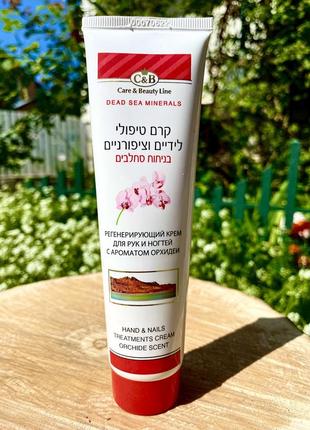 00070622
C&B
Care & Beauty Line
DEAD SEA MINERALS
קרם טיפולי
לידיים וציפורניים
בניחוח סחלבים
РЕГЕНЕРИРУЮЩИЙ КРЕМ
ДЛЯ РУК И НОГТЕЙ
С АРОМАТОМ ОРХИДЕИ
HAND & NAILS
TREATMENTS CREAM
ORCHIDE SCENT